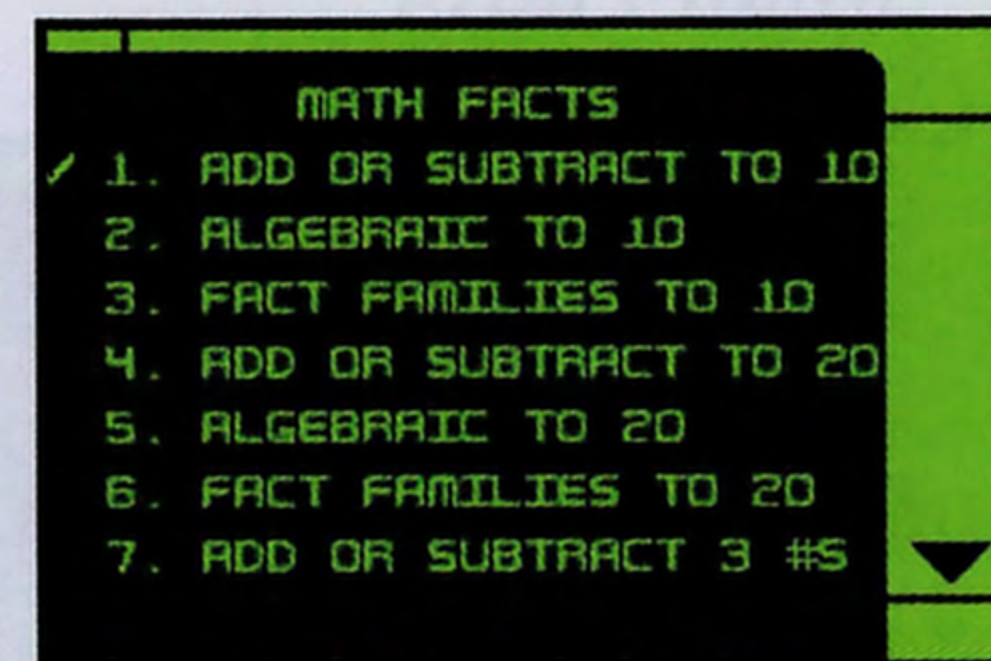 MATH FACTS
✓ 1. ADD OR SUBTRACT TO 10
2. ALGEBRAIC TO 10
3. FACT FAMILIES TO 10
4. ADD OR SUBTRACT TO 20
5. ALGEBRAIC TO 20
6. FACT FAMILIES TO 20
7. ADD OR SUBTRACT 3 #S